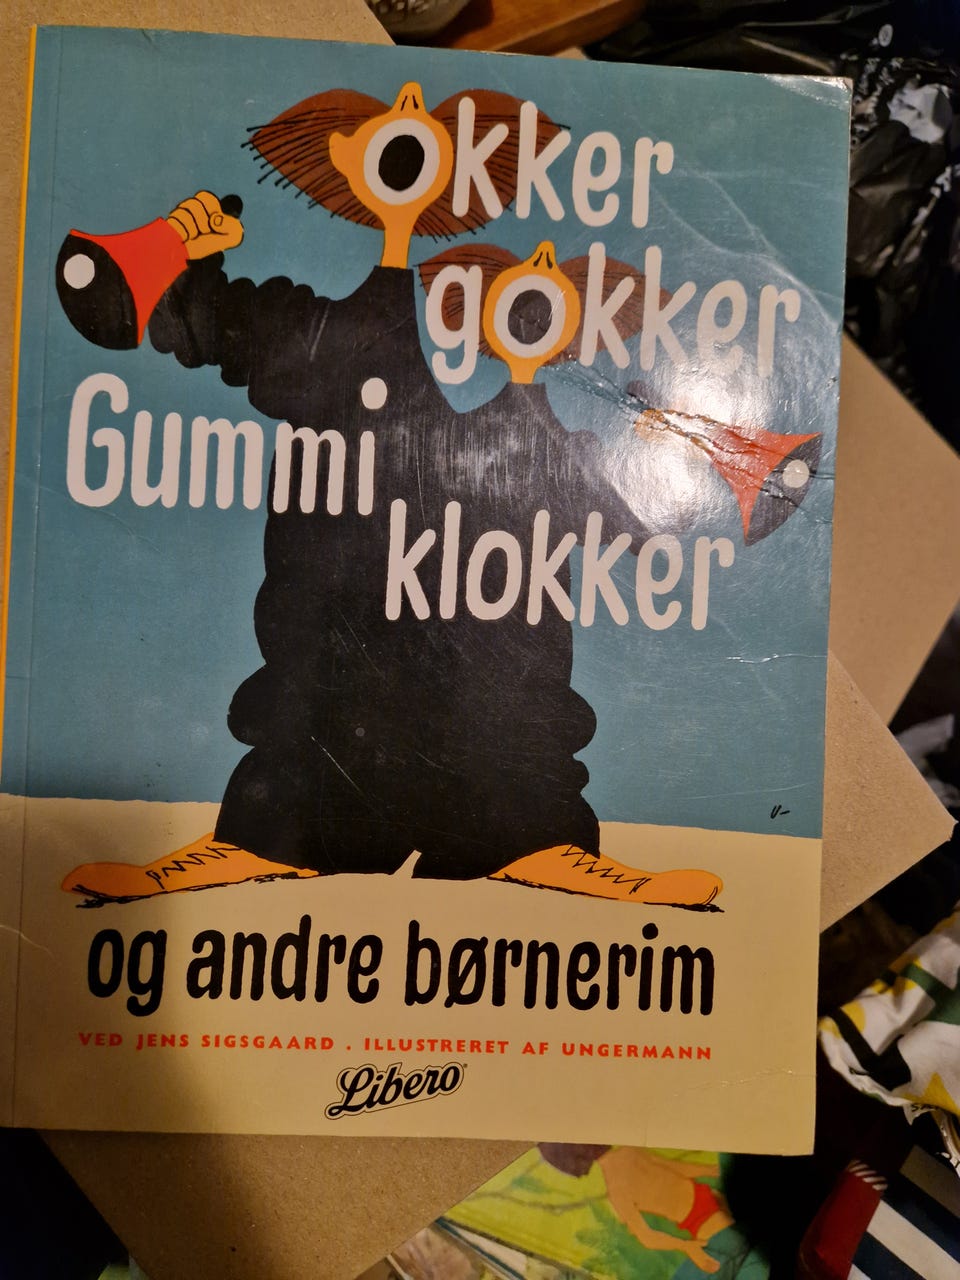 okker
gokker
Gummi
klokker
U-
og andre børnerim
VED JENS SIGSGAARD . ILLUSTRERET AF UNGERMANN
Libero